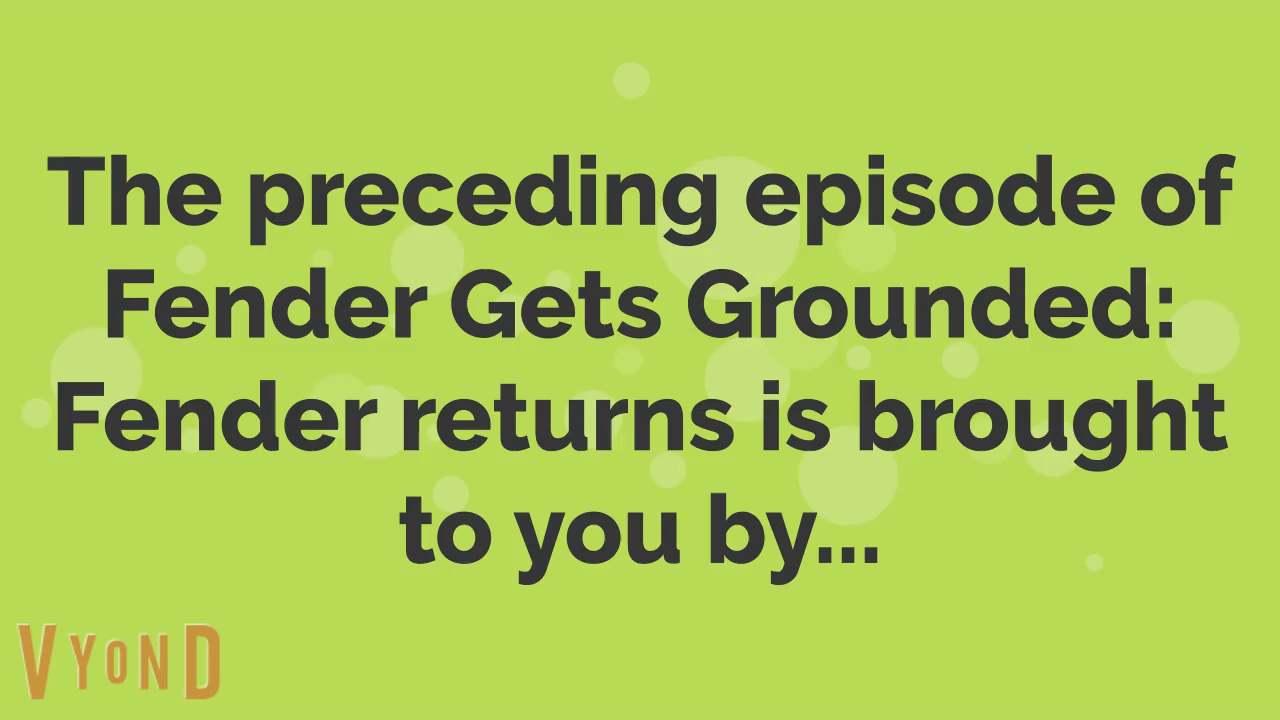 The preceding episode of
Fender Gets Grounded:
Fender returns is brought
to you by...
VYOND